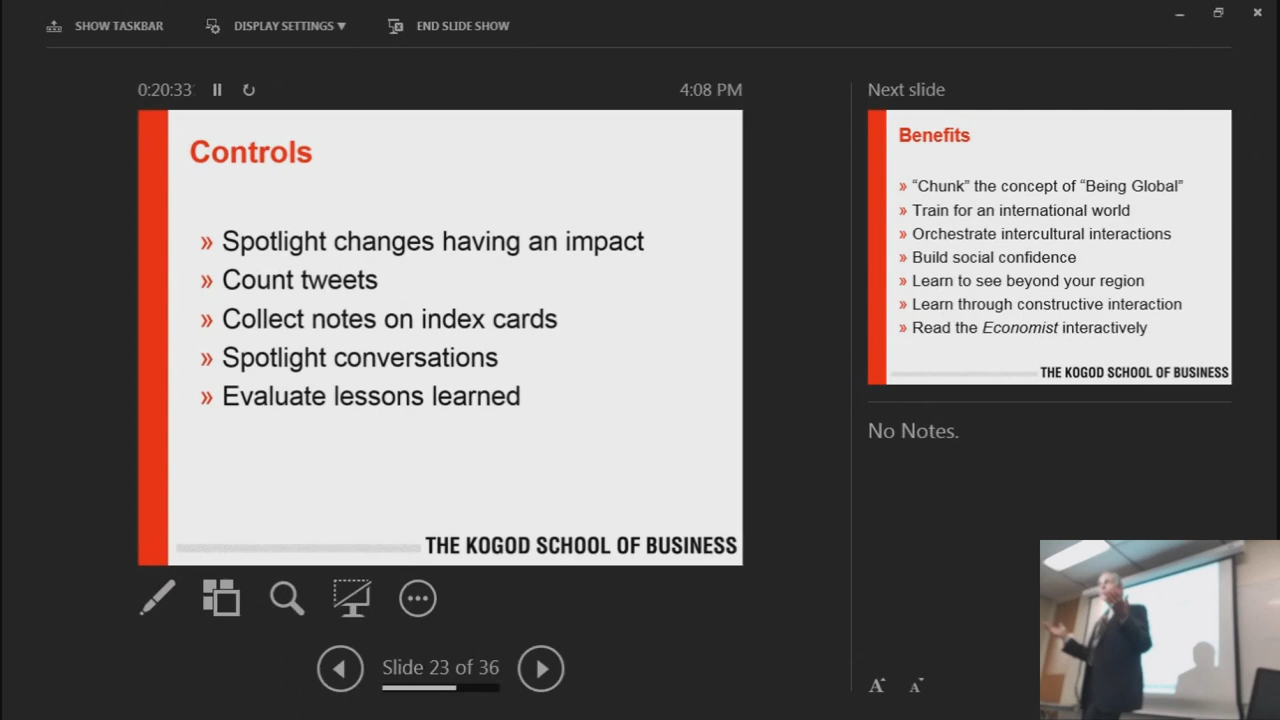 SHOW TASKBAR
DISPLAY SETTINGS ▼
END SLIDE SHOW
0:20:33
4:08 PM
Controls
» Spotlight changes having an impact
» Count tweets
» Collect notes on index cards
» Spotlight conversations
» Evaluate lessons learned
THE KOGOD SCHOOL OF BUSINESS
Slide 23 of 36
Next slide
Benefits
» “Chunk” the concept of “Being Global”
» Train for an international world
» Orchestrate intercultural interactions
» Build social confidence
» Learn to see beyond your region
» Learn through constructive interaction
» Read the Economist interactively
THE KOGOD SCHOOL OF BUSINESS
No Notes.
A A